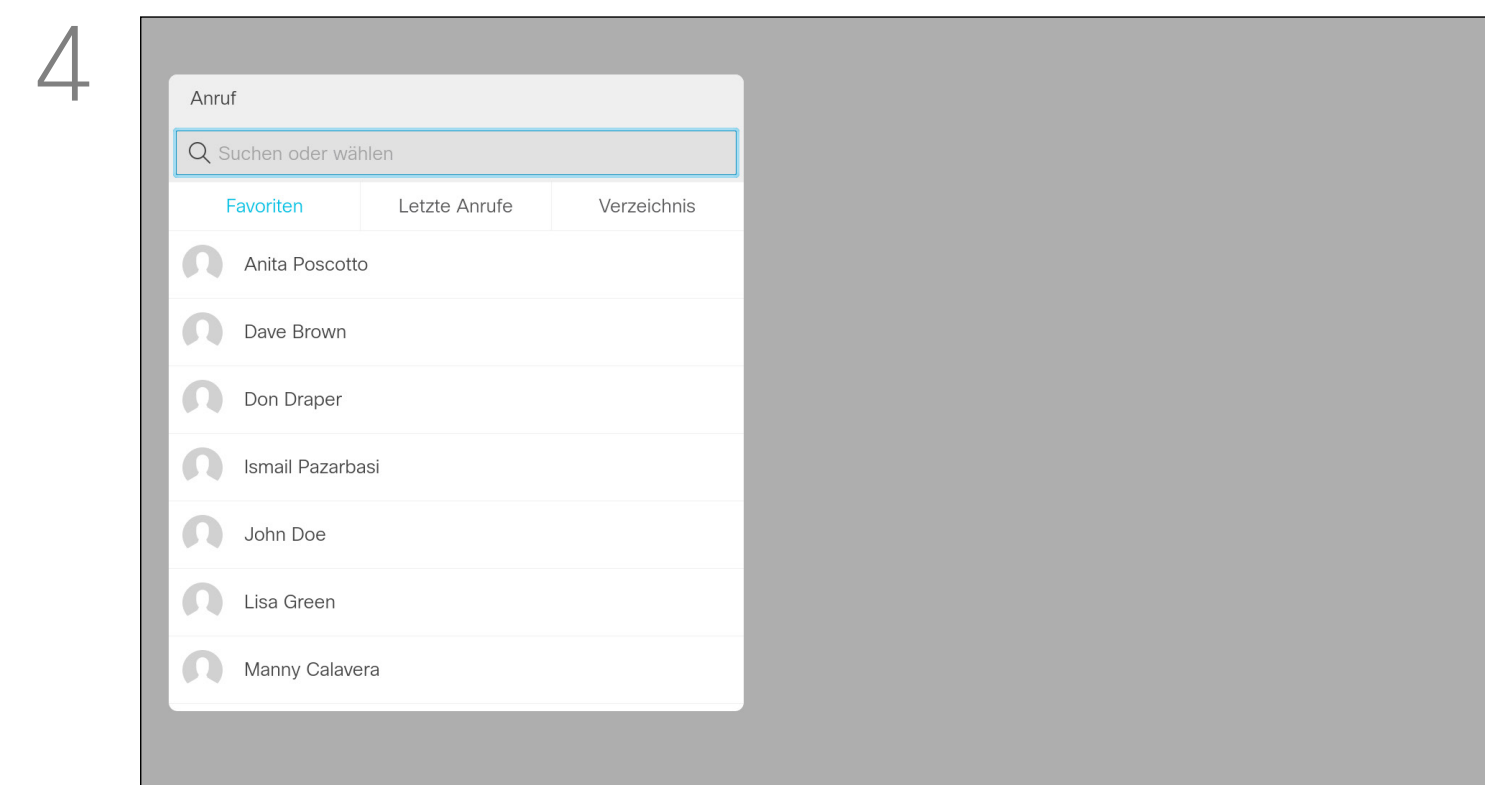 4
Anruf
Suchen oder wählen
Favoriten Letzte Anrufe Verzeichnis
Anita Poscotto
Dave Brown
Don Draper
Ismail Pazarbasi
John Doe
Lisa Green
Manny Calavera